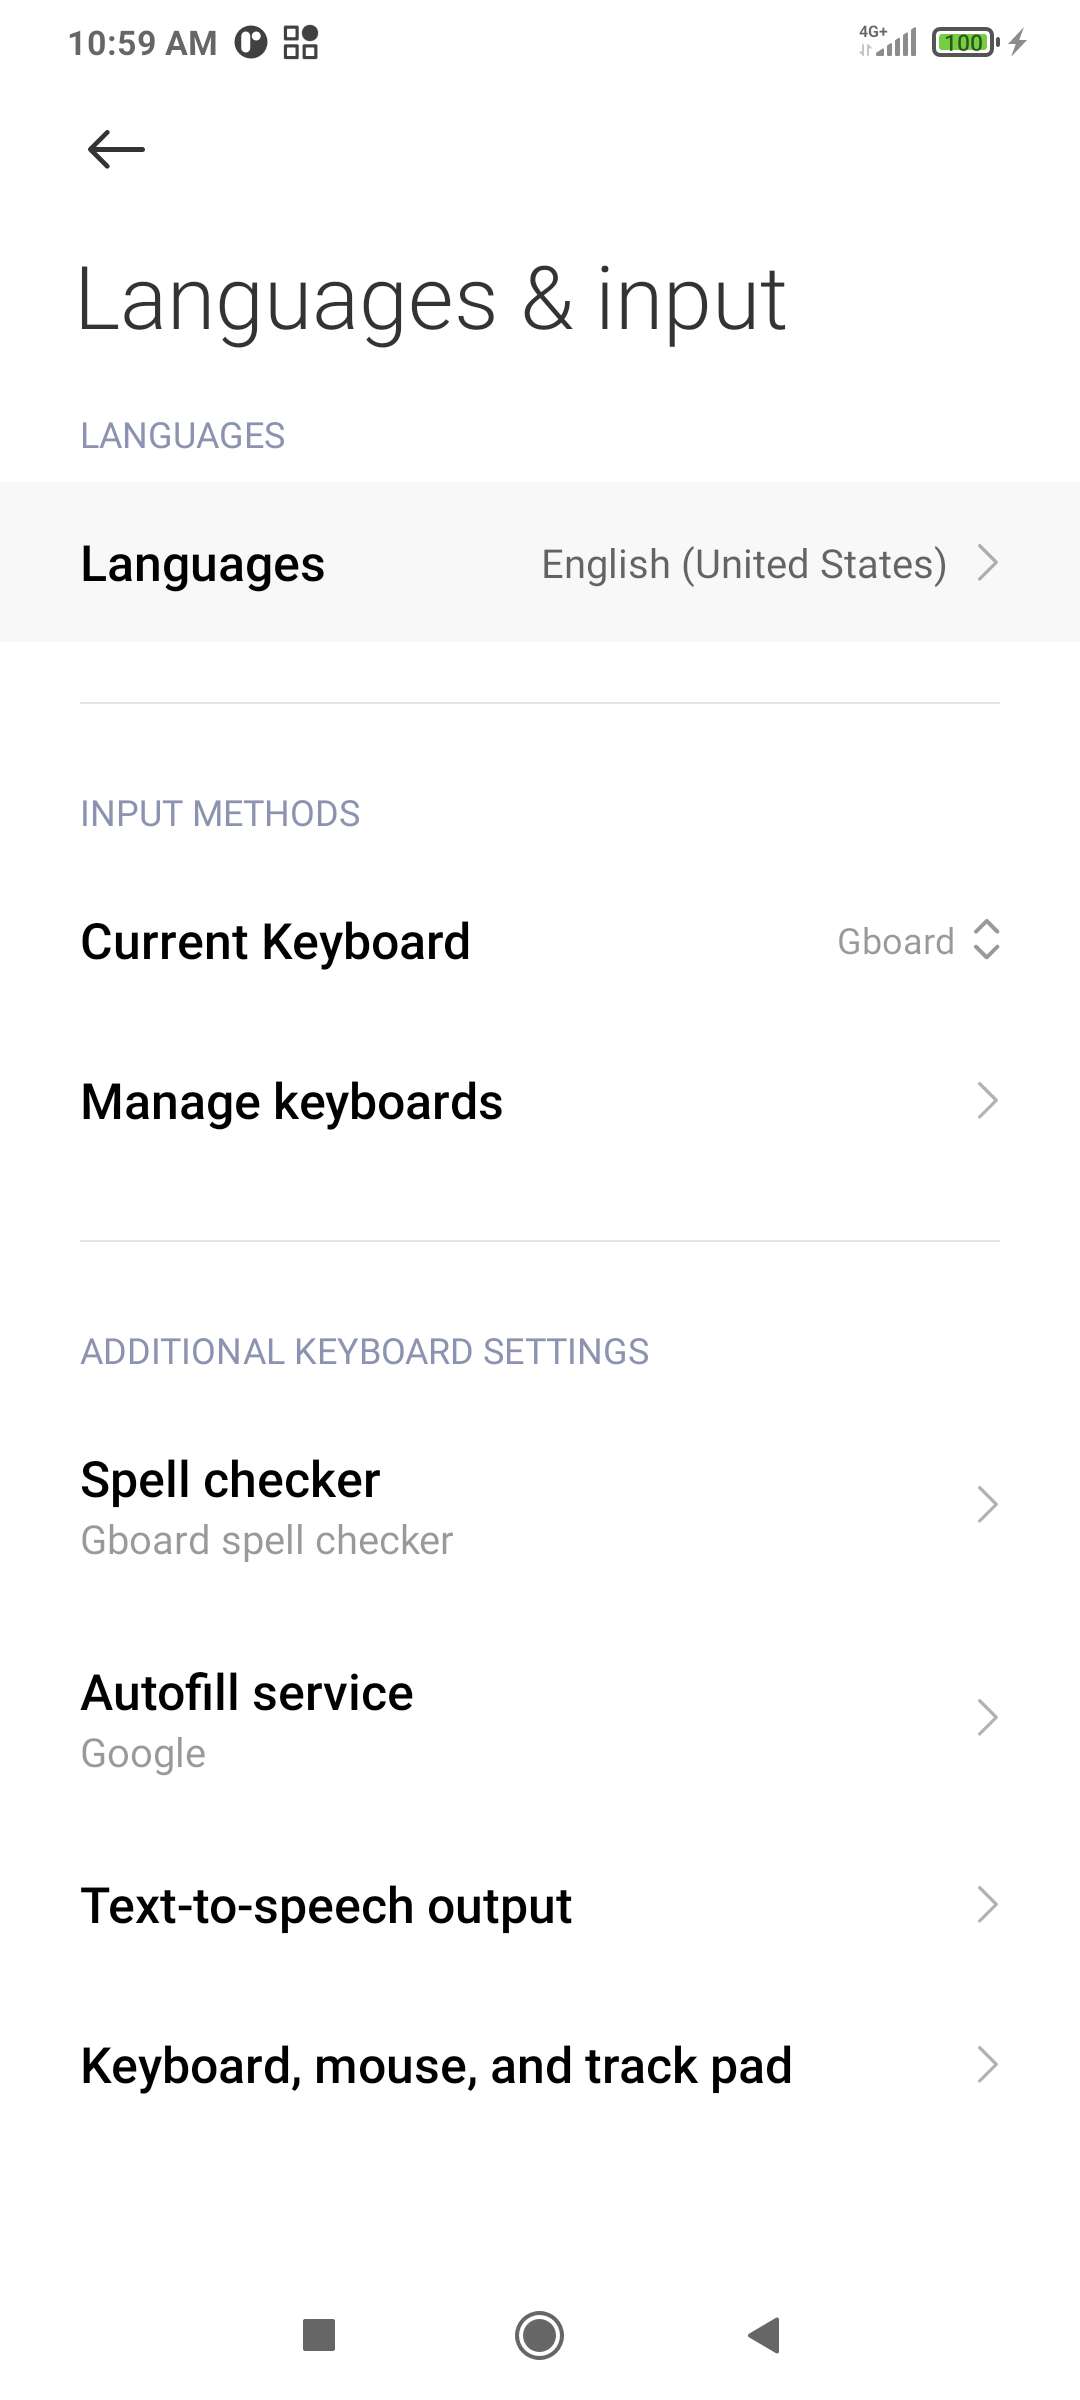 10:59 AM
4G+
100
Languages & input
LANGUAGES
Languages English (United States)
INPUT METHODS
Current Keyboard Gboard
Manage keyboards
ADDITIONAL KEYBOARD SETTINGS
Spell checker
Gboard spell checker
Autofill service
Google
Text-to-speech output
Keyboard, mouse, and track pad